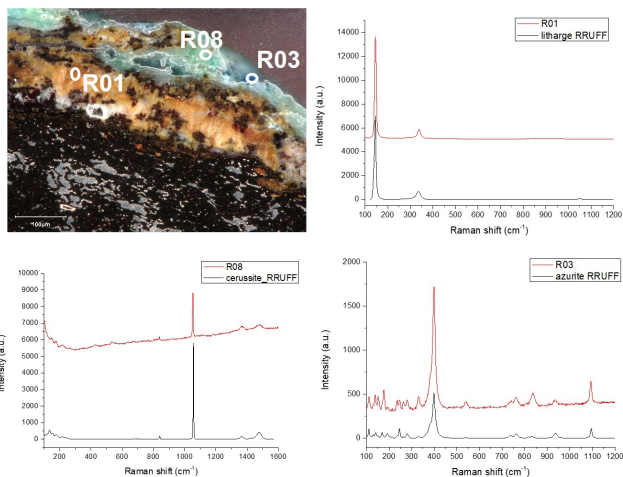 R08
R03
R01
100µm
R01
litharge RRUFF
Intensity (a.u.)
14000
12000
10000
8000
6000
4000
2000
0
100 200 300 400 500 600 700 800 900 1000 1100 1200
Raman shift (cm-1)
R08
cerussite_RRUFF
Intensity (a.u.)
10000
9000
8000
7000
6000
5000
4000
3000
2000
1000
0
200 400 600 800 1000 1200 1400 1600
Raman shift (cm-1)
R03
azurite RRUFF
Intensity (a.u.)
2000
1500
1000
500
0
100 200 300 400 500 600 700 800 900 1000 1100 1200
Raman shift (cm-1)